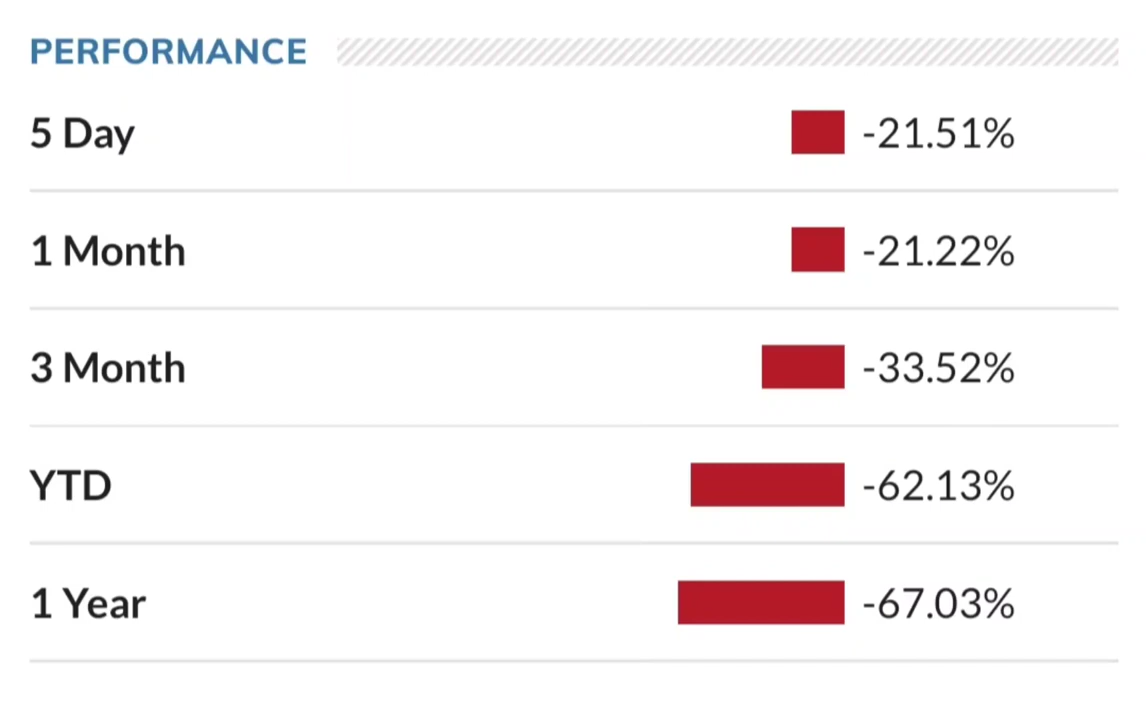 PERFORMANCE
5 Day -21.51%
1 Month -21.22%
3 Month -33.52%
YTD -62.13%
1 Year -67.03%